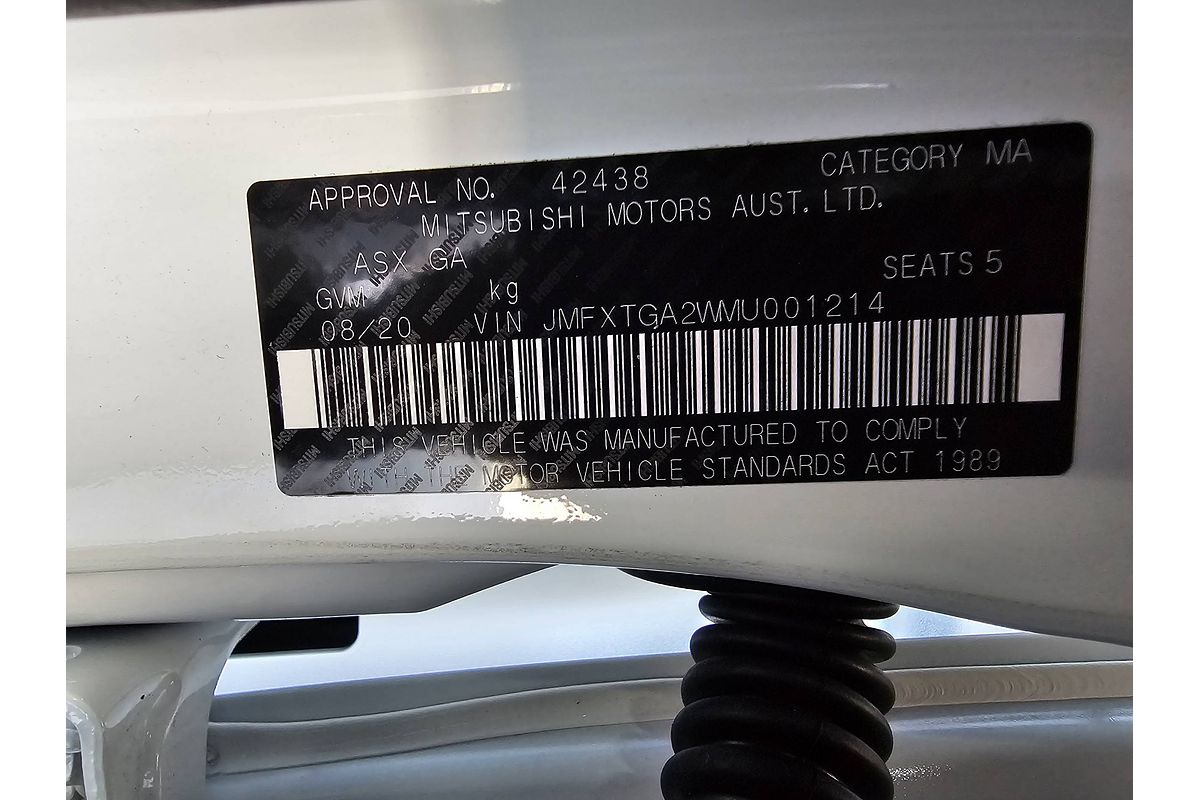 APPROVAL NO. 42438 CATEGORY MA
MITSUBISHI MOTORS AUST. LTD.
ASX GA SEATS 5
GVM kg
08/20 VIN JMFXTGA2WMU001214
THIS VEHICLE WAS MANUFACTURED TO COMPLY
WITH THE MOTOR VEHICLE STANDARDS ACT 1989